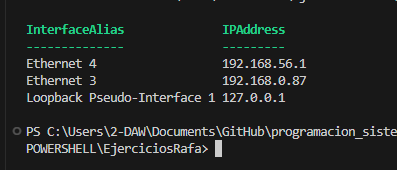 InterfaceAlias IPAddress
-------------- ---------
Ethernet 4 192.168.56.1
Ethernet 3 192.168.0.87
Loopback Pseudo-Interface 1 127.0.0.1
PS C:\Users\2-DAW\Documents\GitHub\programacion_siste
POWERSHELL\EjerciciosRafa>